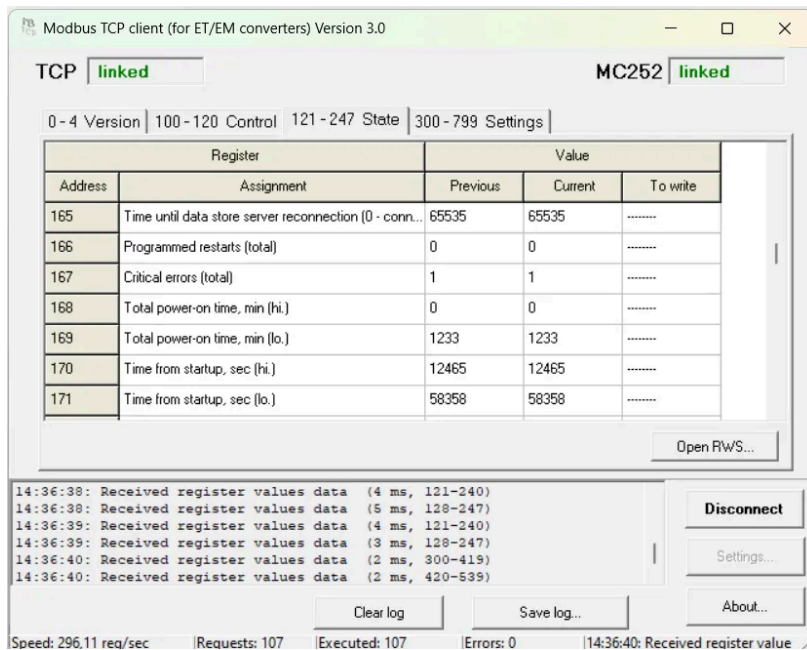 Modbus TCP client (for ET/EM converters) Version 3.0
TCP linked MC252 linked
0 - 4 Version 100 - 120 Control 121 - 247 State 300 - 799 Settings
Register Value
Address Assignment Previous Current To write
165 Time until data store server reconnection (0 - conn... 65535 65535 --------
166 Programmed restarts (total) 0 0 --------
167 Critical errors (total) 1 1 --------
168 Total power-on time, min (hi.) 0 0 --------
169 Total power-on time, min (lo.) 1233 1233 --------
170 Time from startup, sec (hi.) 12465 12465 --------
171 Time from startup, sec (lo.) 58358 58358 --------
Open RWS...
14:36:38: Received register values data (4 ms, 121-240)
14:36:38: Received register values data (5 ms, 128-247)
14:36:39: Received register values data (4 ms, 121-240)
14:36:39: Received register values data (3 ms, 128-247)
14:36:40: Received register values data (2 ms, 300-419)
14:36:40: Received register values data (2 ms, 420-539)
Disconnect
Settings...
About...
Clear log Save log...
Speed: 296,11 reg/sec Requests: 107 Executed: 107 Errors: 0 14:36:40: Received register value